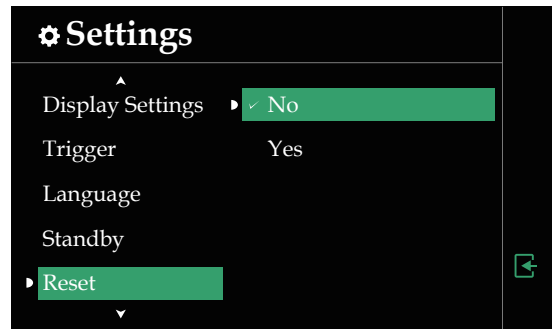 Settings
Display Settings
No
Trigger
Yes
Language
Standby
Reset